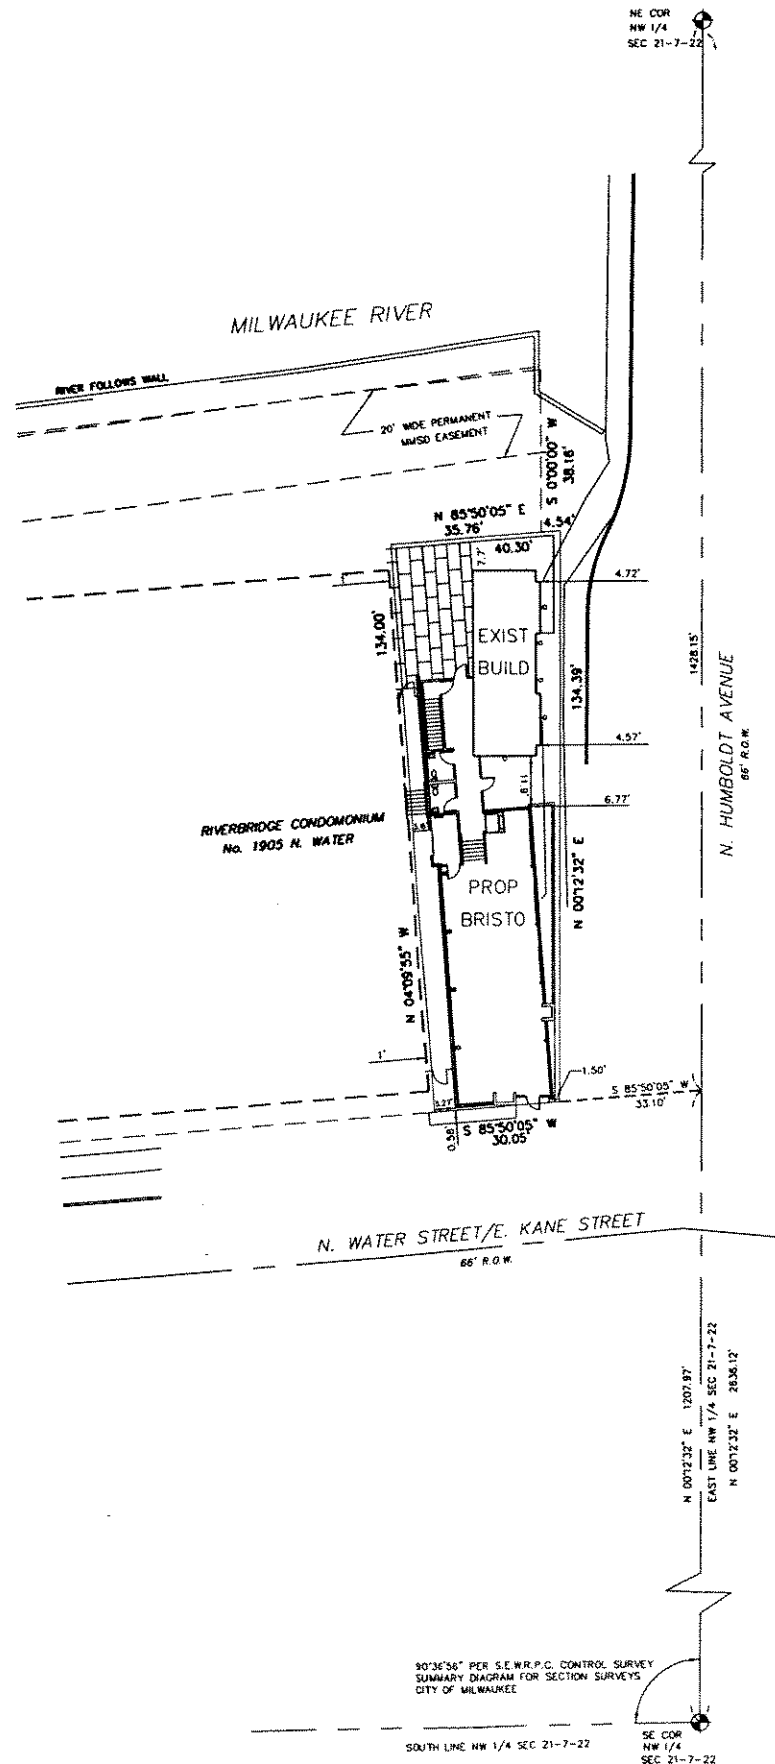 NE COR
NW 1/4
SEC 21-7-22
MILWAUKEE RIVER
RIVER FOLLOWS WALL
20' WIDE PERMANENT
MMSD EASEMENT
S 0°00'00" W
38.16'
N 85°50'05" E
35.76'
4.54'
40.30'
7.7'
4.72'
134.00'
EXIST
BUILD
134.39'
1428.15'
N. HUMBOLDT AVENUE
66' R.O.W.
4.57'
11.9'
6.77'
RIVERBRIDGE CONDOMONIUM
No. 1905 N. WATER
PROP
BRISTO
N 00°12'32" E
N 04°09'55" W
1'
1.50'
S 85°50'05" W
33.10'
5.27'
0.58'
S 85°50'05" W
30.05'
N. WATER STREET/E. KANE STREET
66' R.O.W.
N 00°12'32" E 1207.97'
EAST LINE NW 1/4 SEC 21-7-22
N 00°12'32" E 2636.12'
90°36'56" PER S.E.W.R.P.C. CONTROL SURVEY
SUMMARY DIAGRAM FOR SECTION SURVEYS
CITY OF MILWAUKEE
SOUTH LINE NW 1/4 SEC 21-7-22
SE COR
NW 1/4
SEC 21-7-22